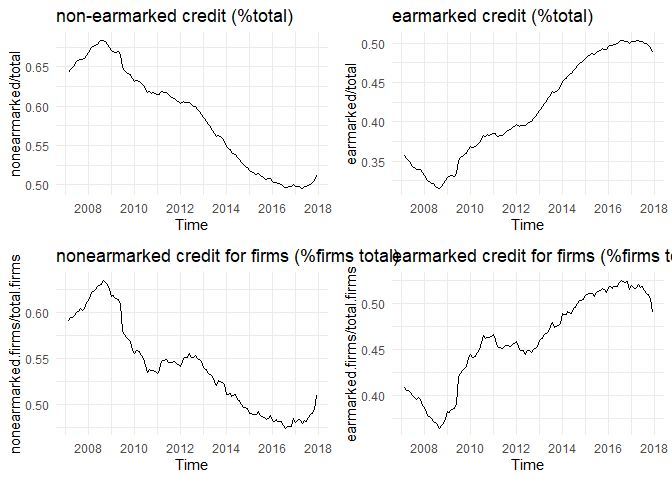 non-earmarked credit (%total)
nonearmarked/total
0.65
0.60
0.55
0.50
2008 2010 2012 2014 2016 2018
Time
earmarked credit (%total)
earmarked/total
0.50
0.45
0.40
0.35
2008 2010 2012 2014 2016 2018
Time
nonearmarked credit for firms (%firms total)
nonearmarked.firms/total.firms
0.60
0.55
0.50
2008 2010 2012 2014 2016 2018
Time
earmarked credit for firms (%firms to
earmarked.firms/total.firms
0.50
0.45
0.40
2008 2010 2012 2014 2016 2018
Time